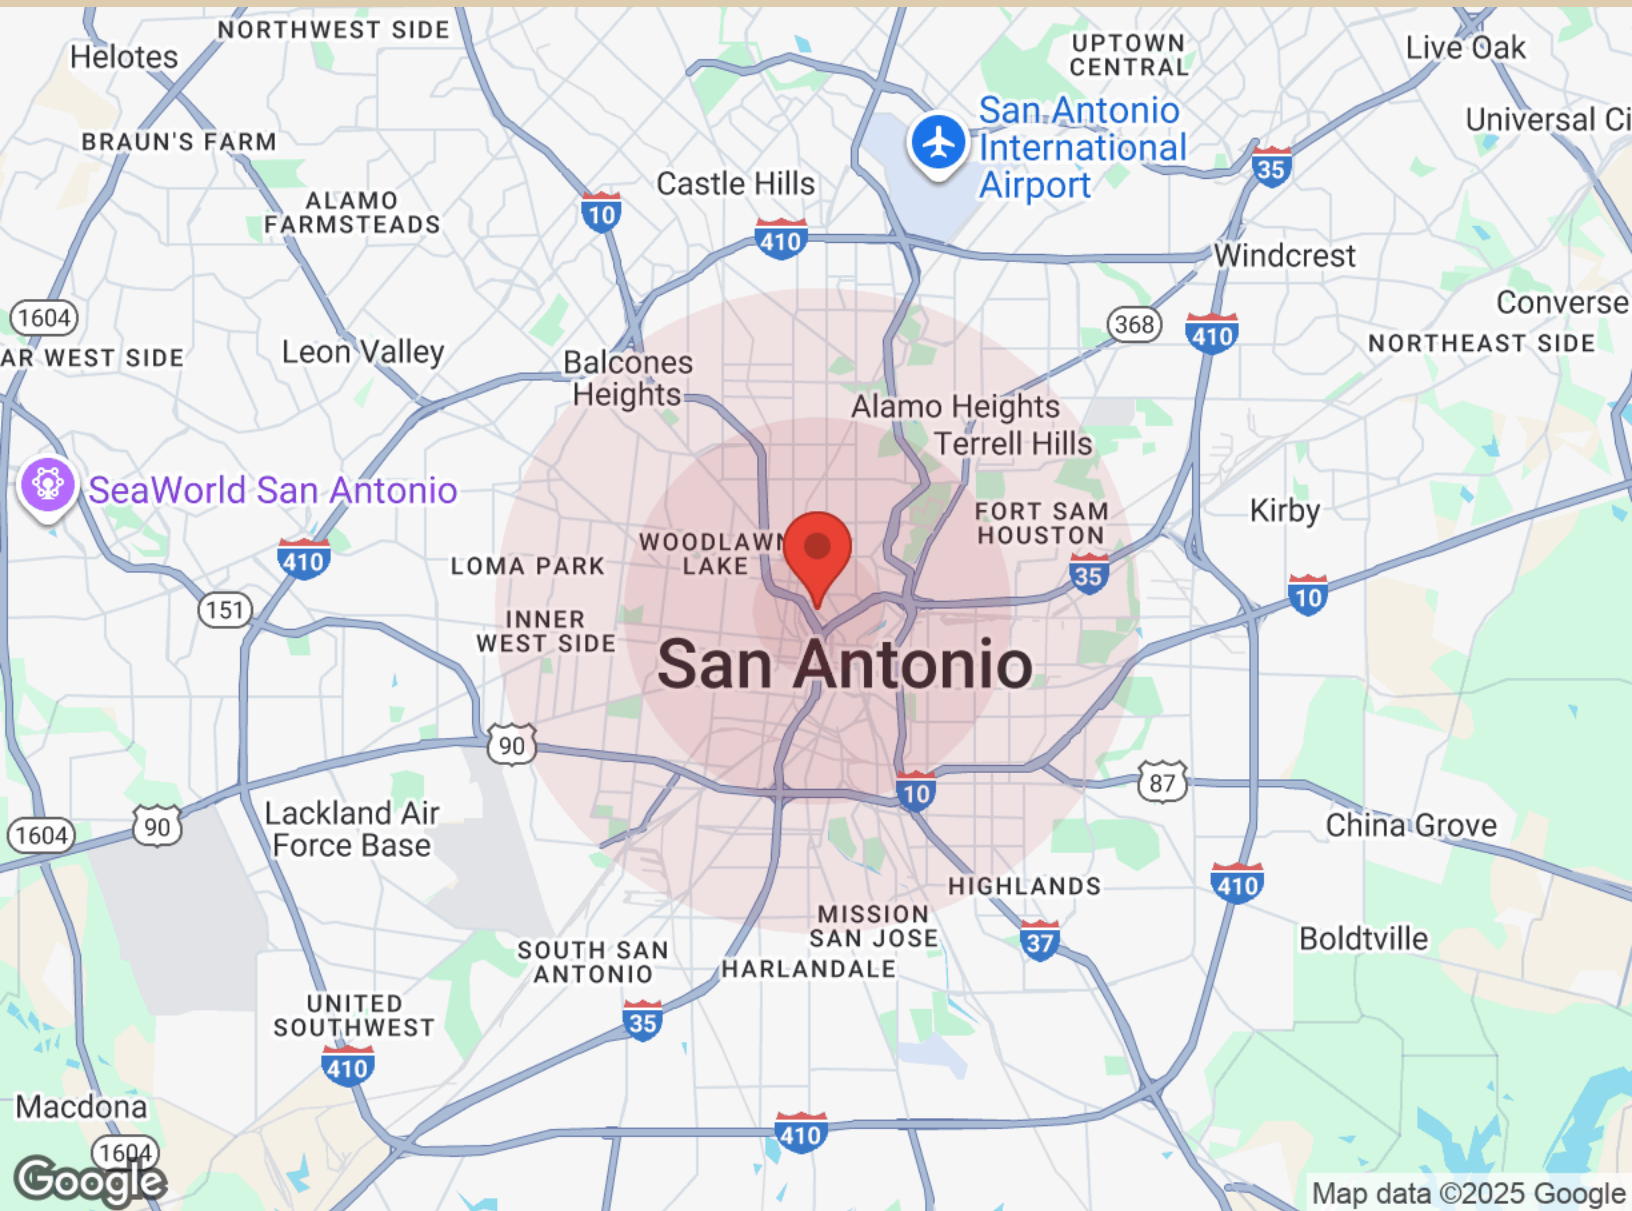 NORTHWEST SIDE
Helotes
UPTOWN
CENTRAL
Live Oak
San Antonio
International
Airport
Universal Ci
BRAUN'S FARM
35
Castle Hills
ALAMO
FARMSTEADS
10
410
Windcrest
Converse
1604
368
410
NORTHEAST SIDE
AR WEST SIDE
Leon Valley
Balcones
Heights
Alamo Heights
Terrell Hills
SeaWorld San Antonio
Kirby
FORT SAM
HOUSTON
WOODLAWN
LAKE
410
LOMA PARK
35
10
151
INNER
WEST SIDE
San Antonio
90
87
10
Lackland Air
Force Base
90
1604
China Grove
410
HIGHLANDS
MISSION
SAN JOSE
37
Boldtville
SOUTH SAN
ANTONIO
HARLANDALE
UNITED
SOUTHWEST
35
410
Macdona
410
1604
Google
Map data ©2025 Google